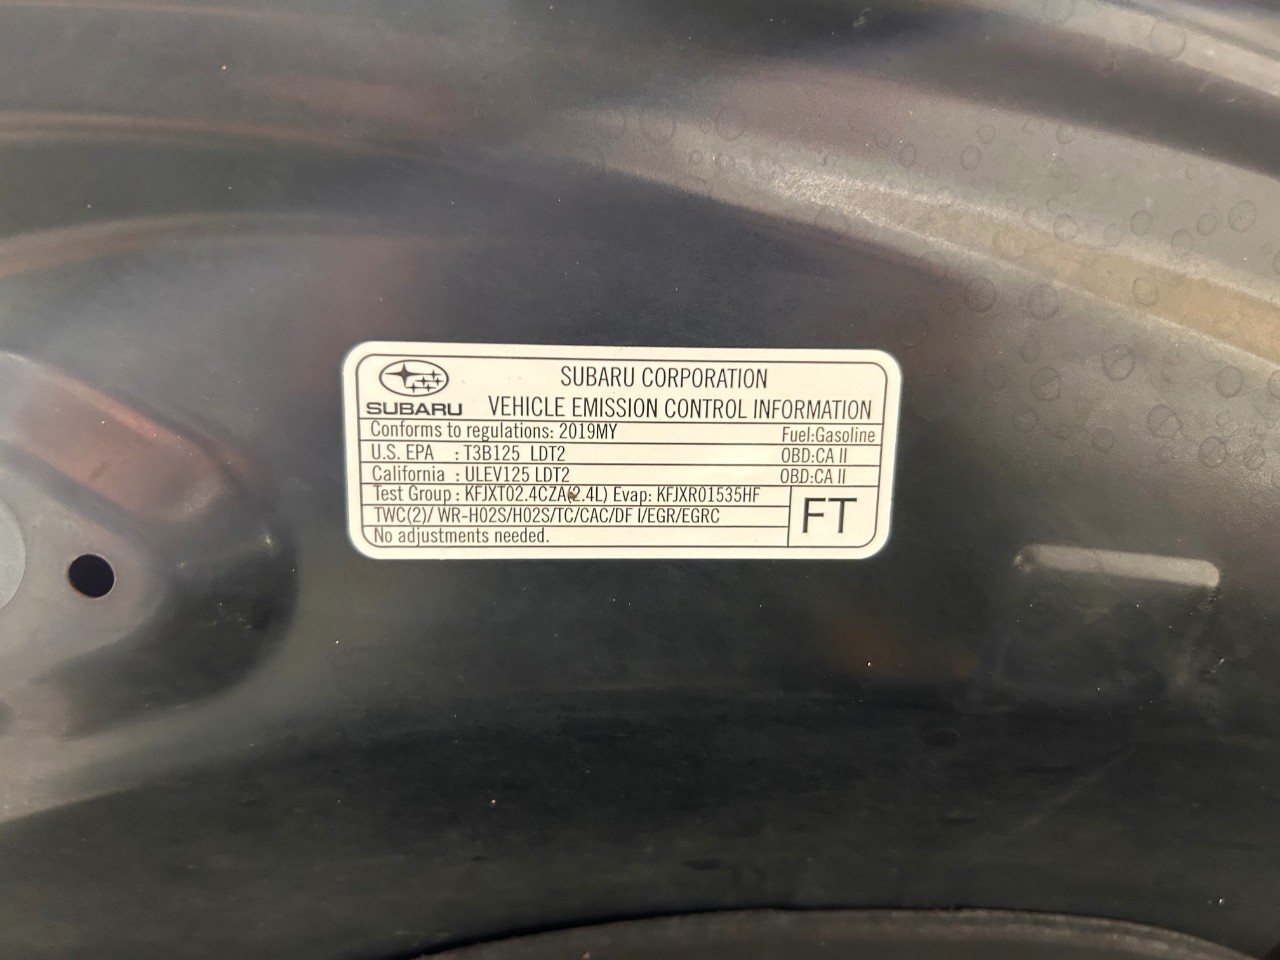 SUBARU CORPORATION
SUBARU VEHICLE EMISSION CONTROL INFORMATION
Conforms to regulations: 2019MY Fuel:Gasoline
U.S. EPA : T3B125 LDT2 OBD:CA II
California : ULEV125 LDT2 OBD:CA II
Test Group : KFJXT02.4CZA(2.4L) Evap: KFJXR01535HF
TWC(2)/ WR-HO2S/HO2S/TC/CAC/DF I/EGR/EGRC
FT
No adjustments needed.